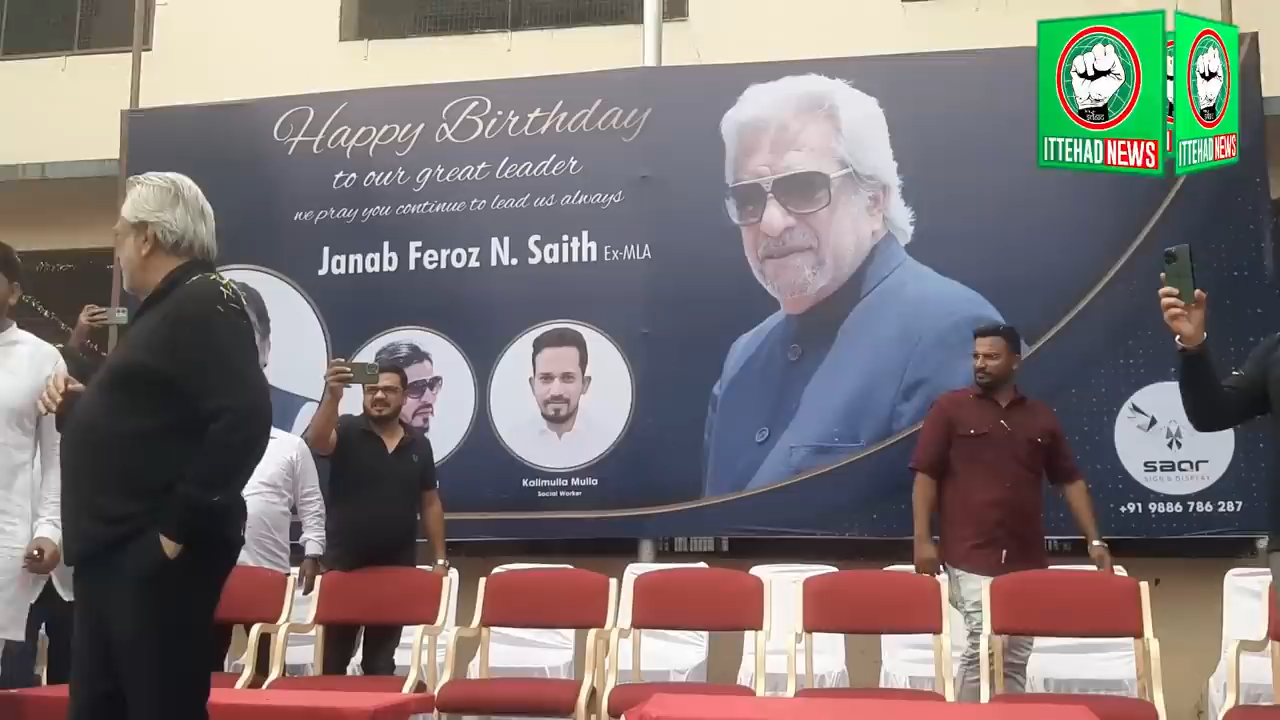 Happy Birthday
to our great leader
we pray you continue to lead us always
Janab Feroz N. Saith Ex-MLA
Kalimulla Mulla
Social Worker
saar
SIGN & DISPLAY
+91 9886 786 287
ITTEHAD NEWS
ITTEHAD NEWS